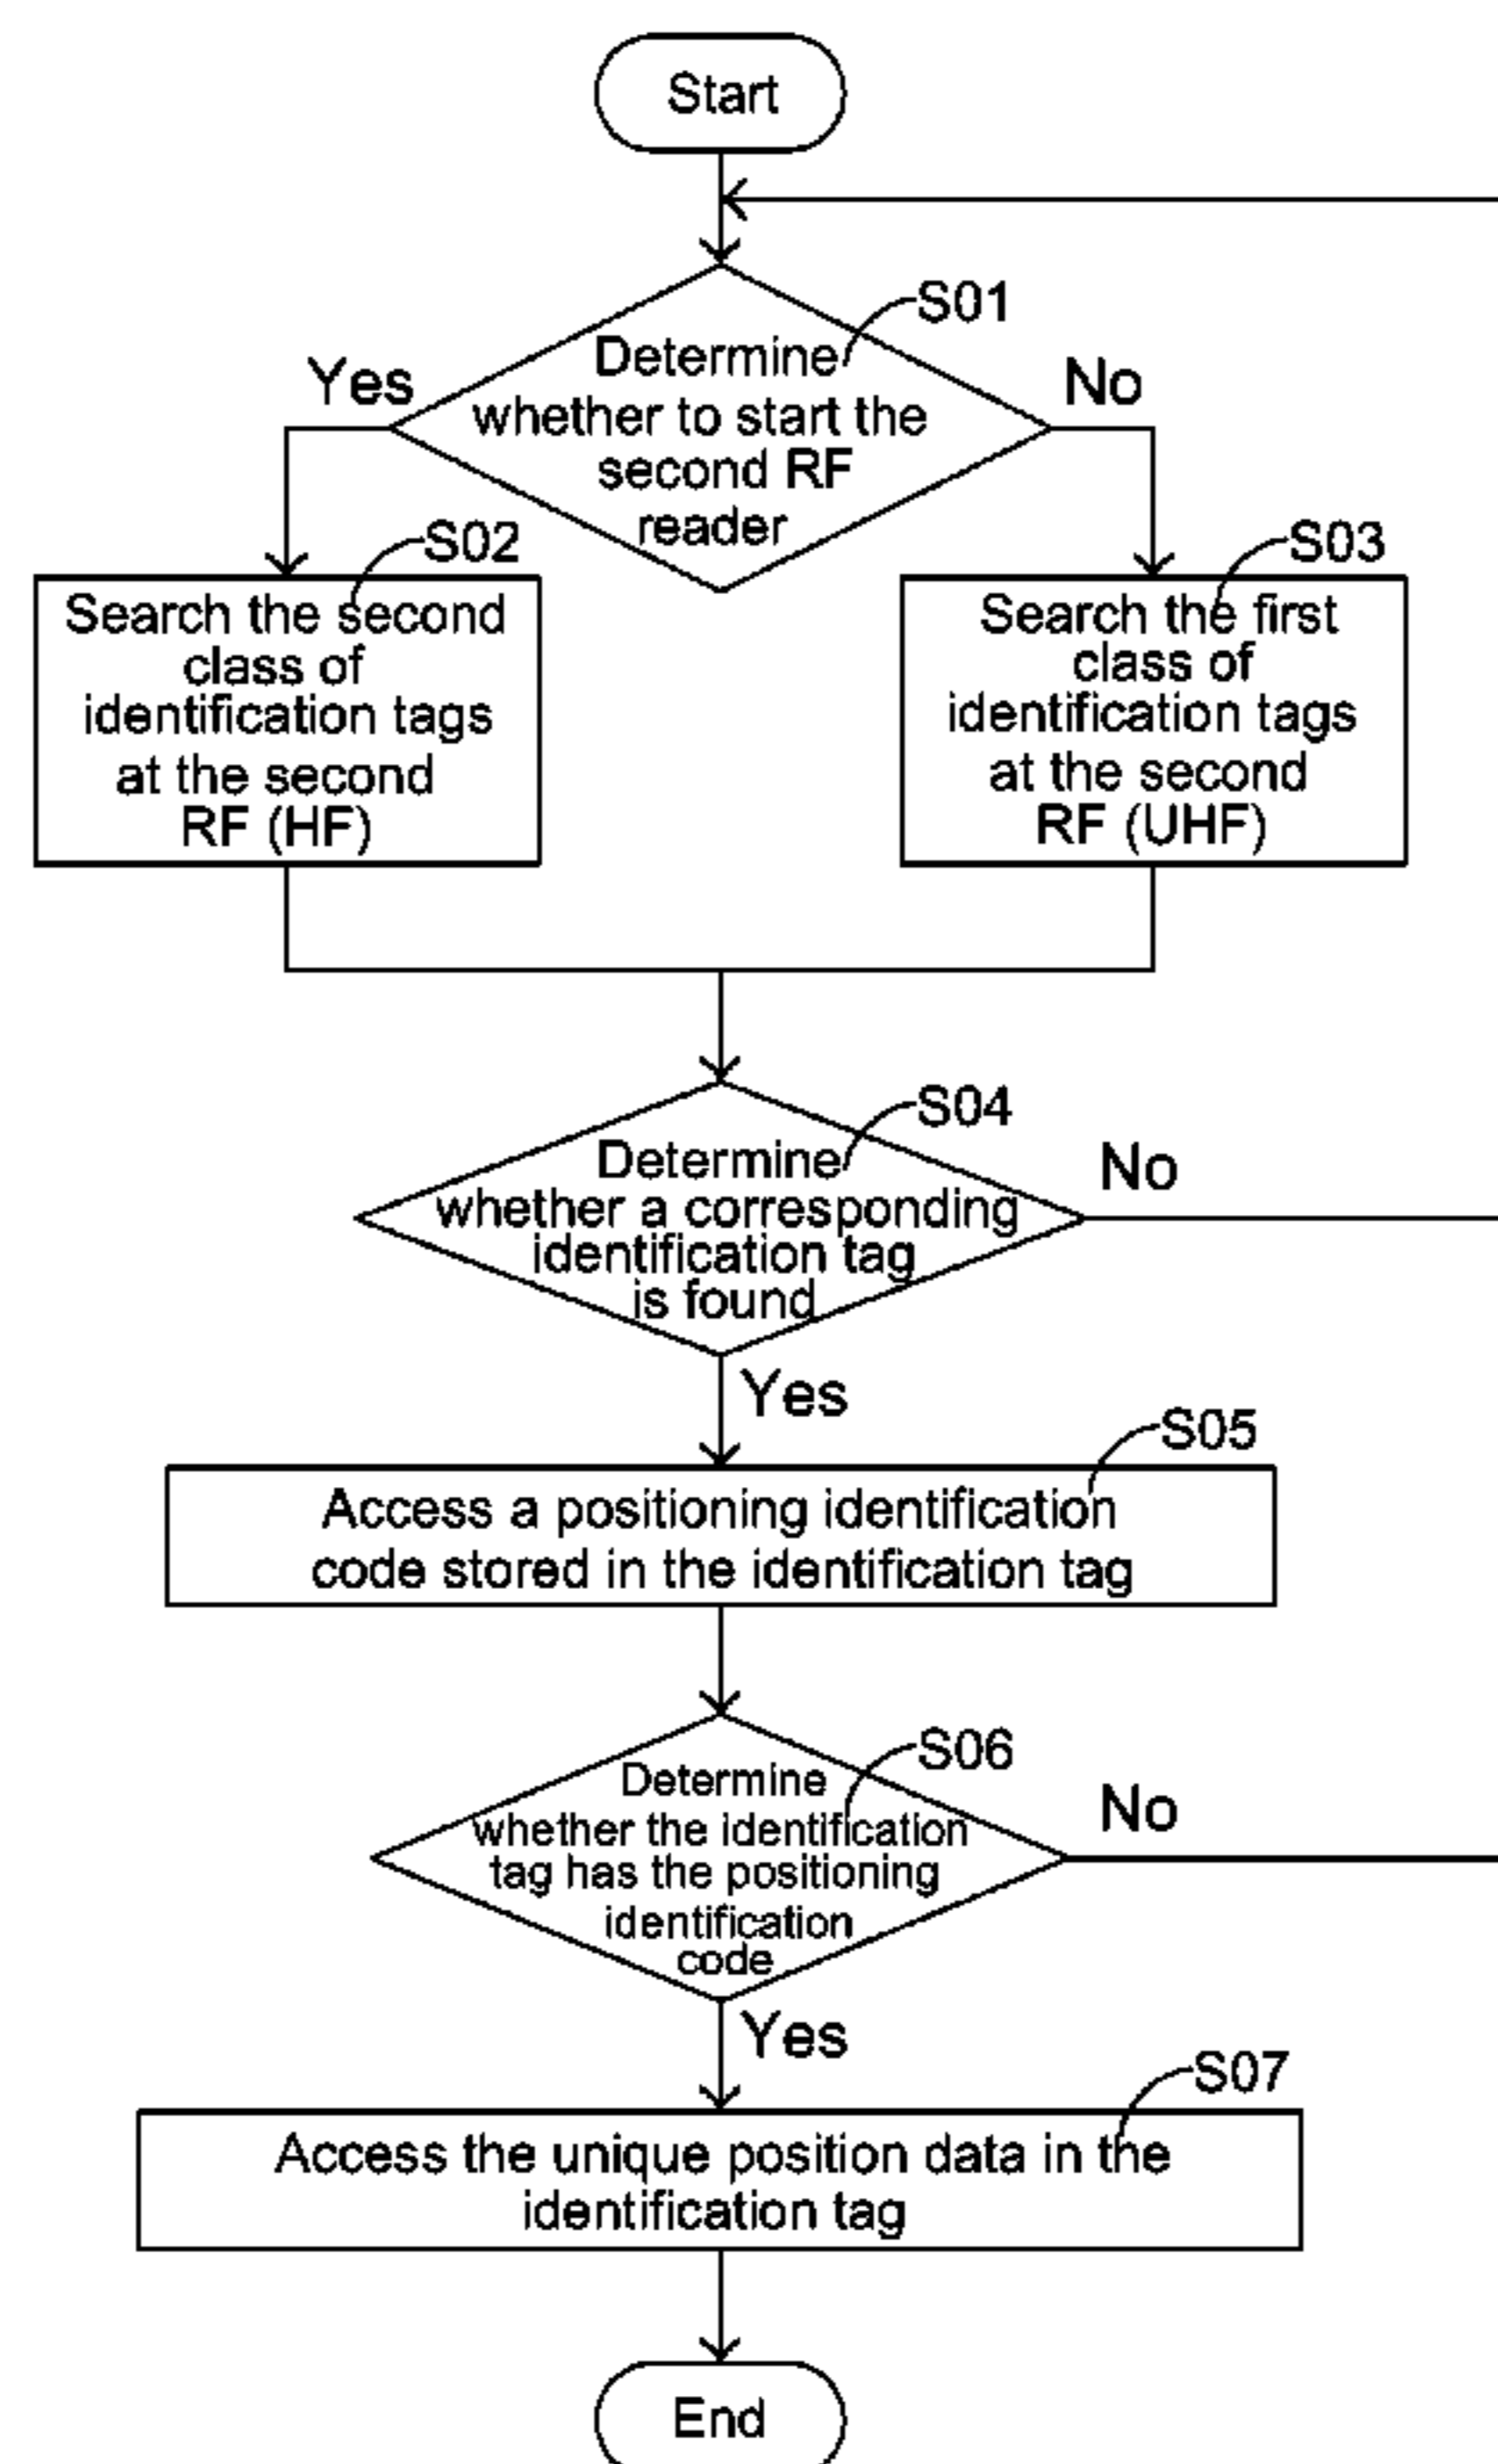 Start
S01
Determine
whether to start the
second RF
reader
Yes
No
S02
Search the second
class of
identification tags
at the second
RF (HF)
S03
Search the first
class of
identification tags
at the second
RF (UHF)
S04
Determine
whether a corresponding
identification tag
is found
No
Yes
S05
Access a positioning identification
code stored in the identification tag
S06
Determine
whether the identification
tag has the positioning
identification
code
No
Yes
S07
Access the unique position data in the
identification tag
End